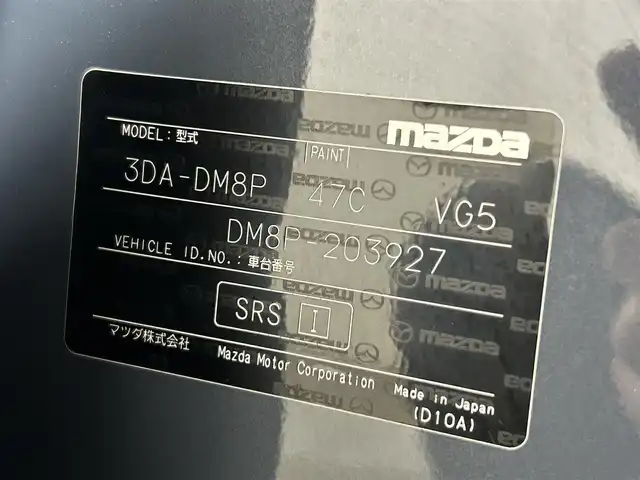 mazda
MODEL：型式 PAINT
3DA-DM8P 47C VG5
DM8P-203927
VEHICLE ID.NO.：車台番号
SRS I
マツダ株式会社 Mazda Motor Corporation Made in Japan
(D10A)